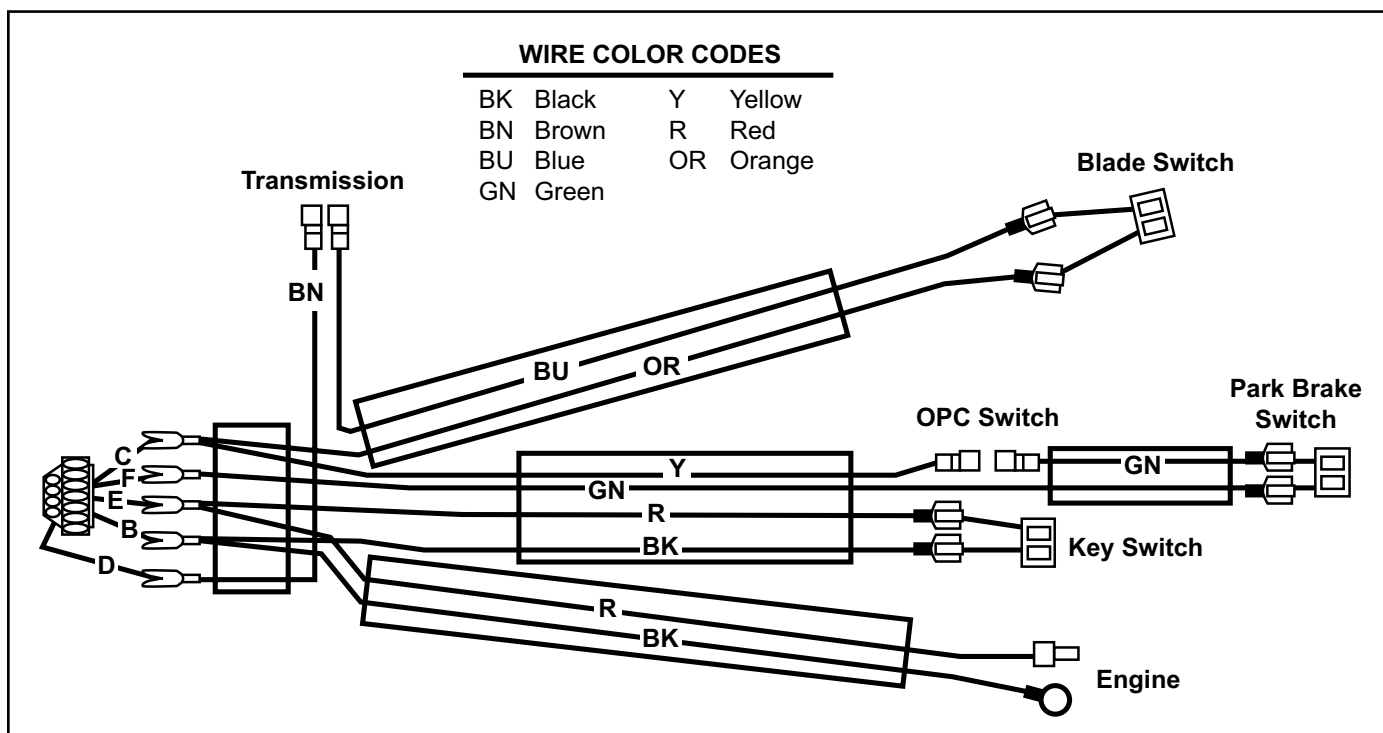 WIRE COLOR CODES
BK Black Y Yellow
BN Brown R Red
BU Blue OR Orange
GN Green
Transmission
Blade Switch
BN
BU
OR
Park Brake
Switch
OPC Switch
C
F
E
B
D
Y
GN
GN
R
BK
Key Switch
R
BK
Engine